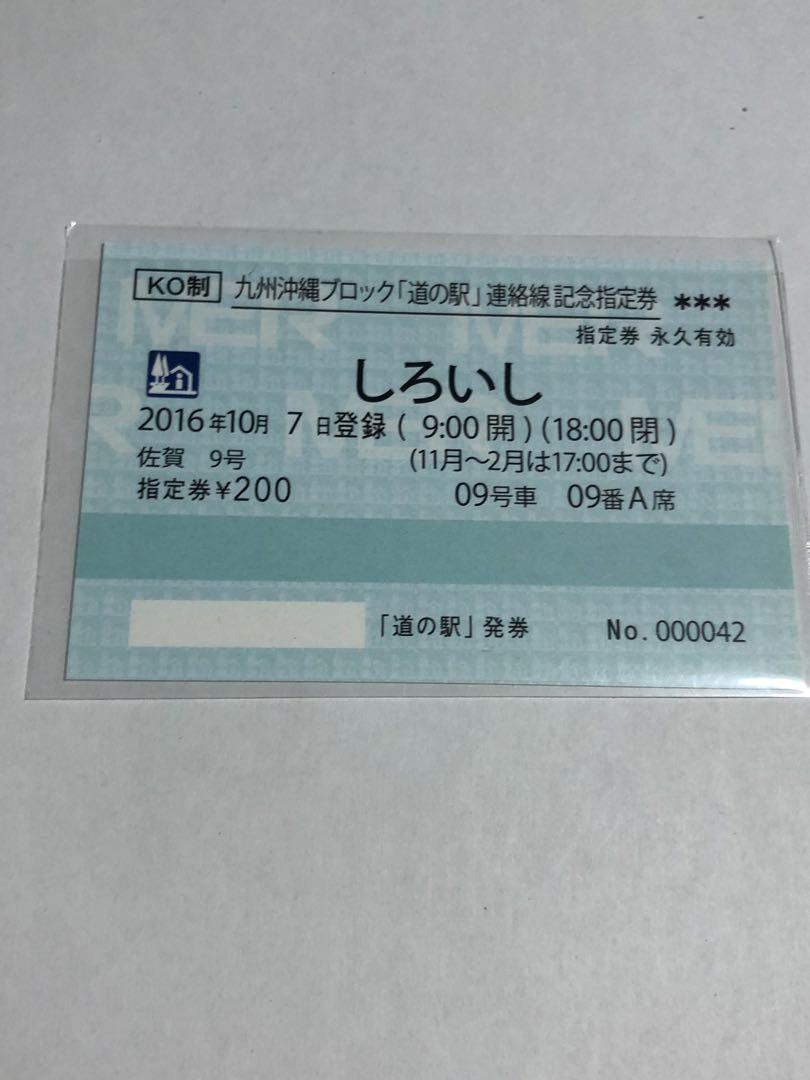 KO制 九州沖縄ブロック「道の駅」連絡線記念指定券 ***
指定券 永久有効
しろいし
2016年10月 7日登録( 9:00開)(18:00閉)
佐賀 9号 (11月～2月は17:00まで)
指定券¥200 09号車 09番A席
「道の駅」発券 No.000042